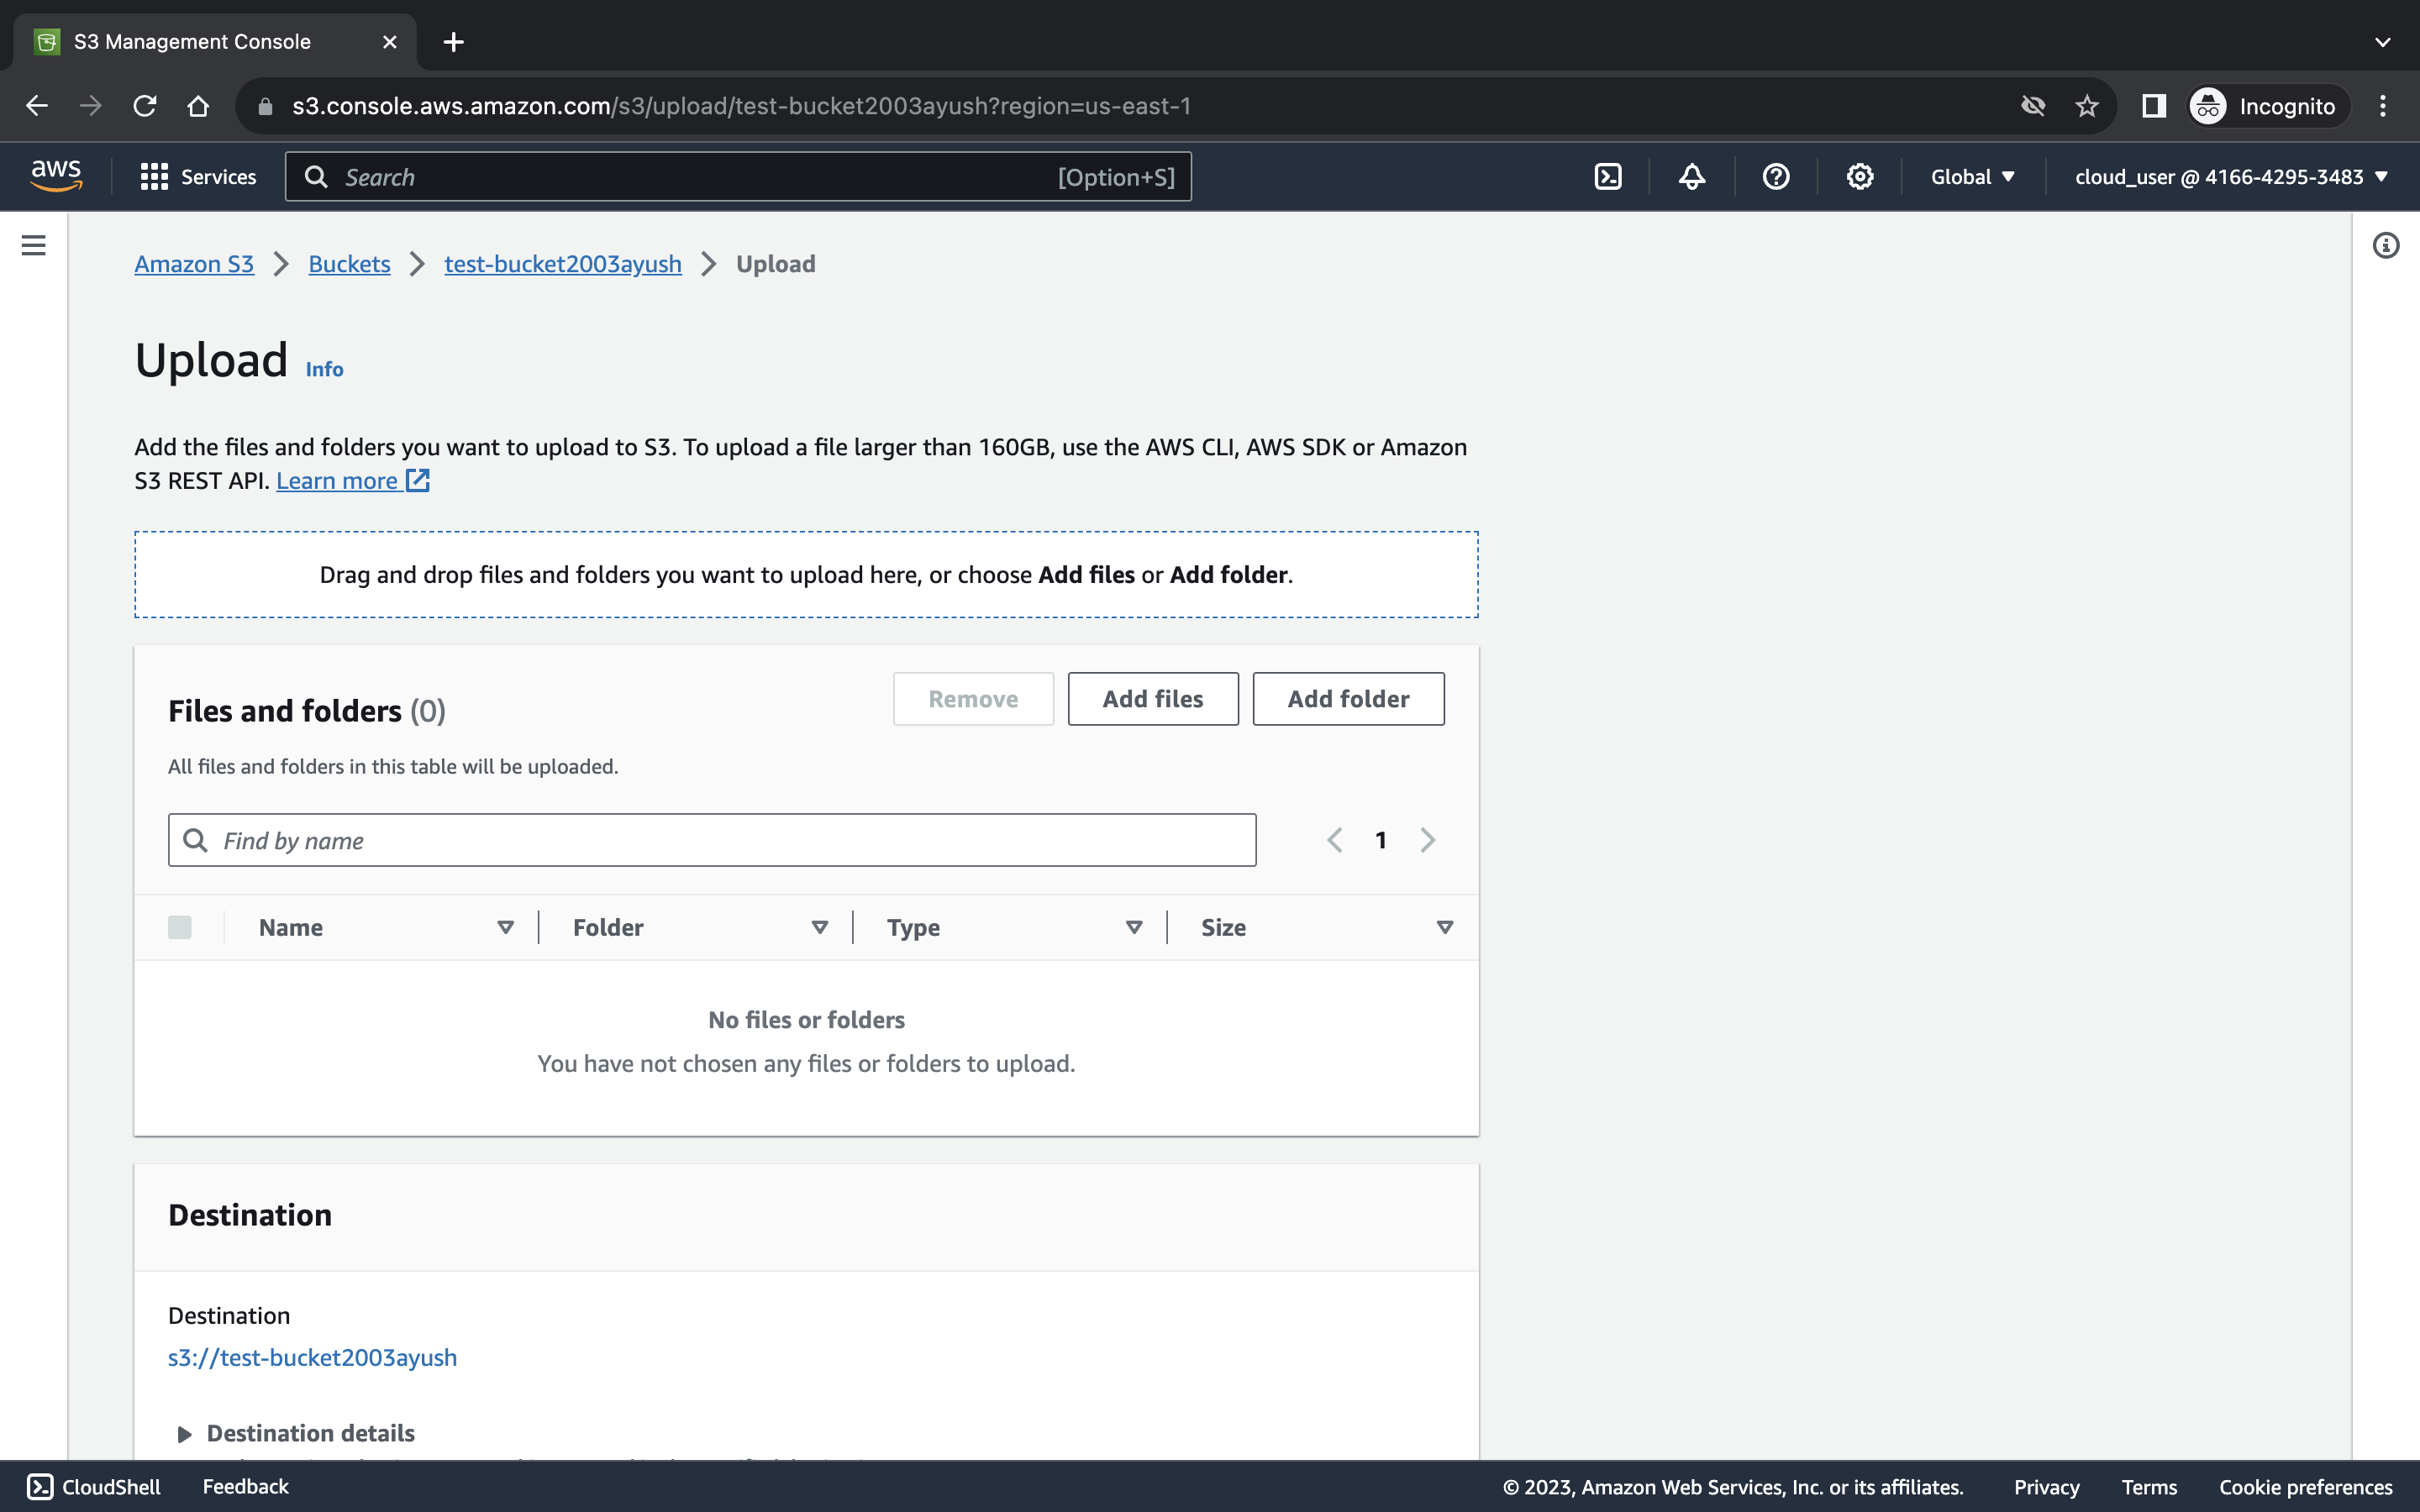 S3 Management Console
s3.console.aws.amazon.com/s3/upload/test-bucket2003ayush?region=us-east-1
Incognito
aws
Services
Search
[Option+S]
Global
cloud_user @ 4166-4295-3483
Amazon S3
Buckets
test-bucket2003ayush
Upload
Upload
Info
Add the files and folders you want to upload to S3. To upload a file larger than 160GB, use the AWS CLI, AWS SDK or Amazon
S3 REST API. Learn more
Drag and drop files and folders you want to upload here, or choose Add files or Add folder.
Files and folders (0)
Remove
Add files
Add folder
All files and folders in this table will be uploaded.
Find by name
1
Name
Folder
Type
Size
No files or folders
You have not chosen any files or folders to upload.
Destination
Destination
s3://test-bucket2003ayush
Destination details
CloudShell
Feedback
© 2023, Amazon Web Services, Inc. or its affiliates.
Privacy
Terms
Cookie preferences